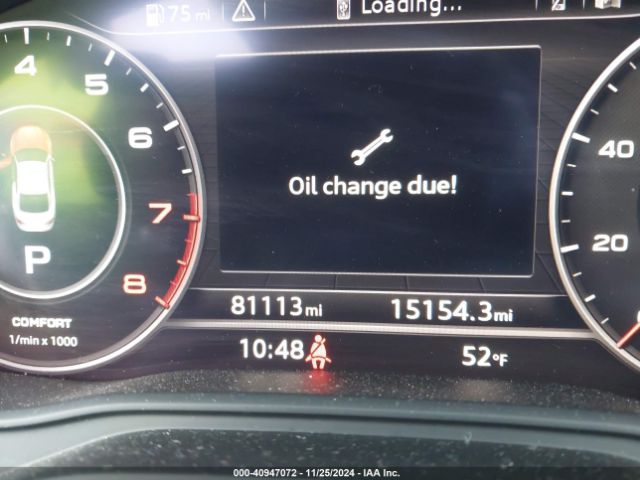 75 mi
Loading...
4
5
6
7
8
P
COMFORT
1/min x 1000
Oil change due!
40
20
81113 mi
15154.3 mi
10:48
52°F
000-40947072 - 11/25/2024 - IAA Inc.